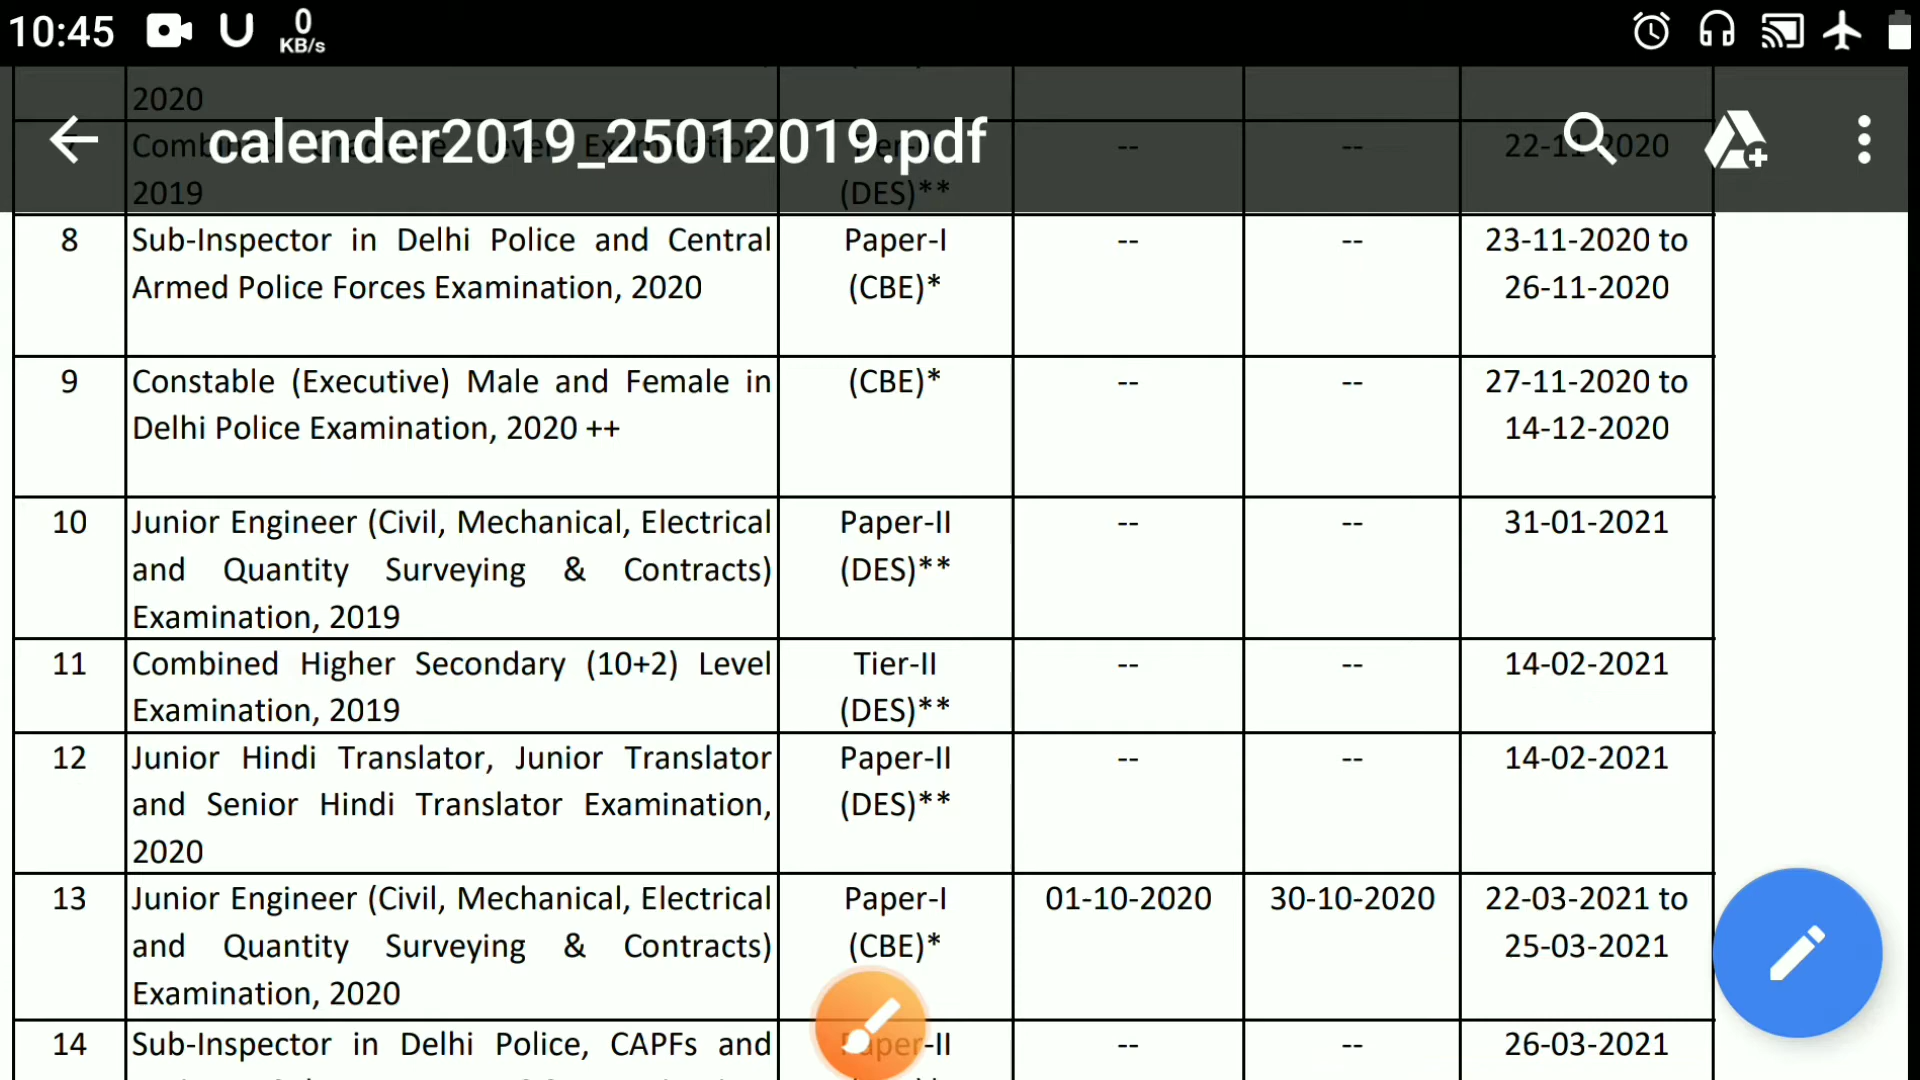 10:45 0 KB/s
2020
calender2019_25012019.pdf
22-11-2020
2019 (DES)**
8 Sub-Inspector in Delhi Police and Central Paper-I -- -- 23-11-2020 to
Armed Police Forces Examination, 2020 (CBE)* 26-11-2020
9 Constable (Executive) Male and Female in (CBE)* -- -- 27-11-2020 to
Delhi Police Examination, 2020 ++ 14-12-2020
10 Junior Engineer (Civil, Mechanical, Electrical Paper-II -- -- 31-01-2021
and Quantity Surveying & Contracts) (DES)**
Examination, 2019
11 Combined Higher Secondary (10+2) Level Tier-II -- -- 14-02-2021
Examination, 2019 (DES)**
12 Junior Hindi Translator, Junior Translator Paper-II -- -- 14-02-2021
and Senior Hindi Translator Examination, (DES)**
2020
13 Junior Engineer (Civil, Mechanical, Electrical Paper-I 01-10-2020 30-10-2020 22-03-2021 to
and Quantity Surveying & Contracts) (CBE)* 25-03-2021
Examination, 2020
14 Sub-Inspector in Delhi Police, CAPFs and Paper-II -- -- 26-03-2021